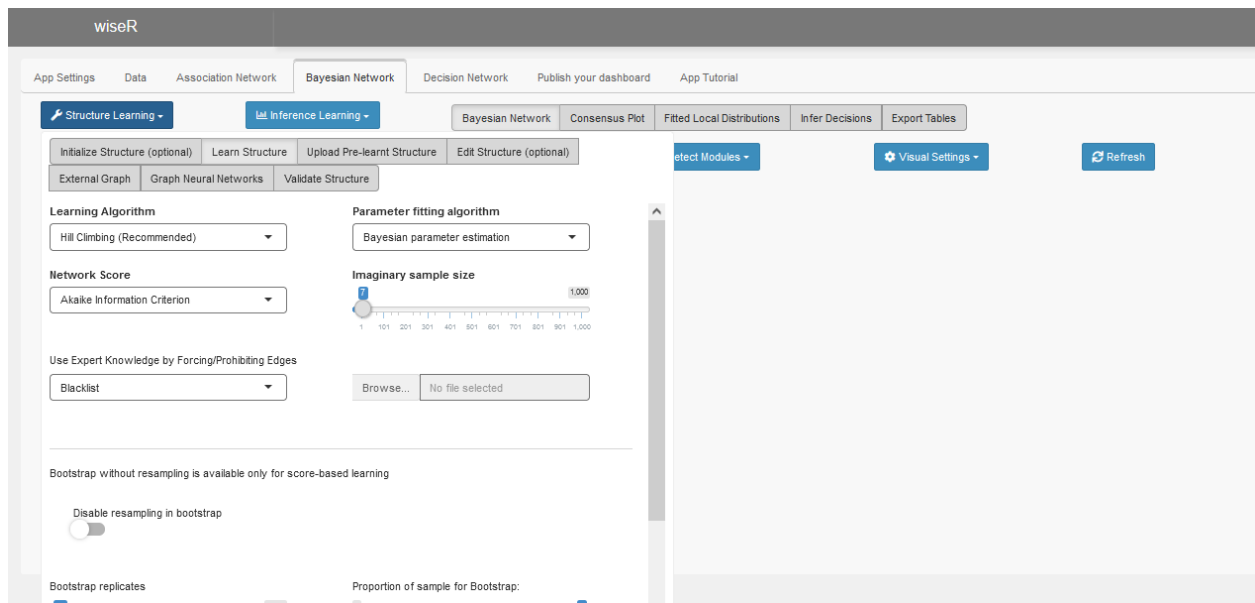 wiseR
App Settings Data Association Network Bayesian Network Decision Network Publish your dashboard App Tutorial
Structure Learning Inference Learning Bayesian Network Consensus Plot Fitted Local Distributions Infer Decisions Export Tables
Initialize Structure (optional) Learn Structure Upload Pre-learnt Structure Edit Structure (optional) etect Modules Visual Settings Refresh
External Graph Graph Neural Networks Validate Structure
Learning Algorithm Parameter fitting algorithm
Hill Climbing (Recommended) Bayesian parameter estimation
Network Score Imaginary sample size
Akaike Information Criterion 7 1,000
1 101 201 301 401 501 601 701 801 901 1,000
Use Expert Knowledge by Forcing/Prohibiting Edges
Blacklist Browse... No file selected
Bootstrap without resampling is available only for score-based learning
Disable resampling in bootstrap
Bootstrap replicates Proportion of sample for Bootstrap: